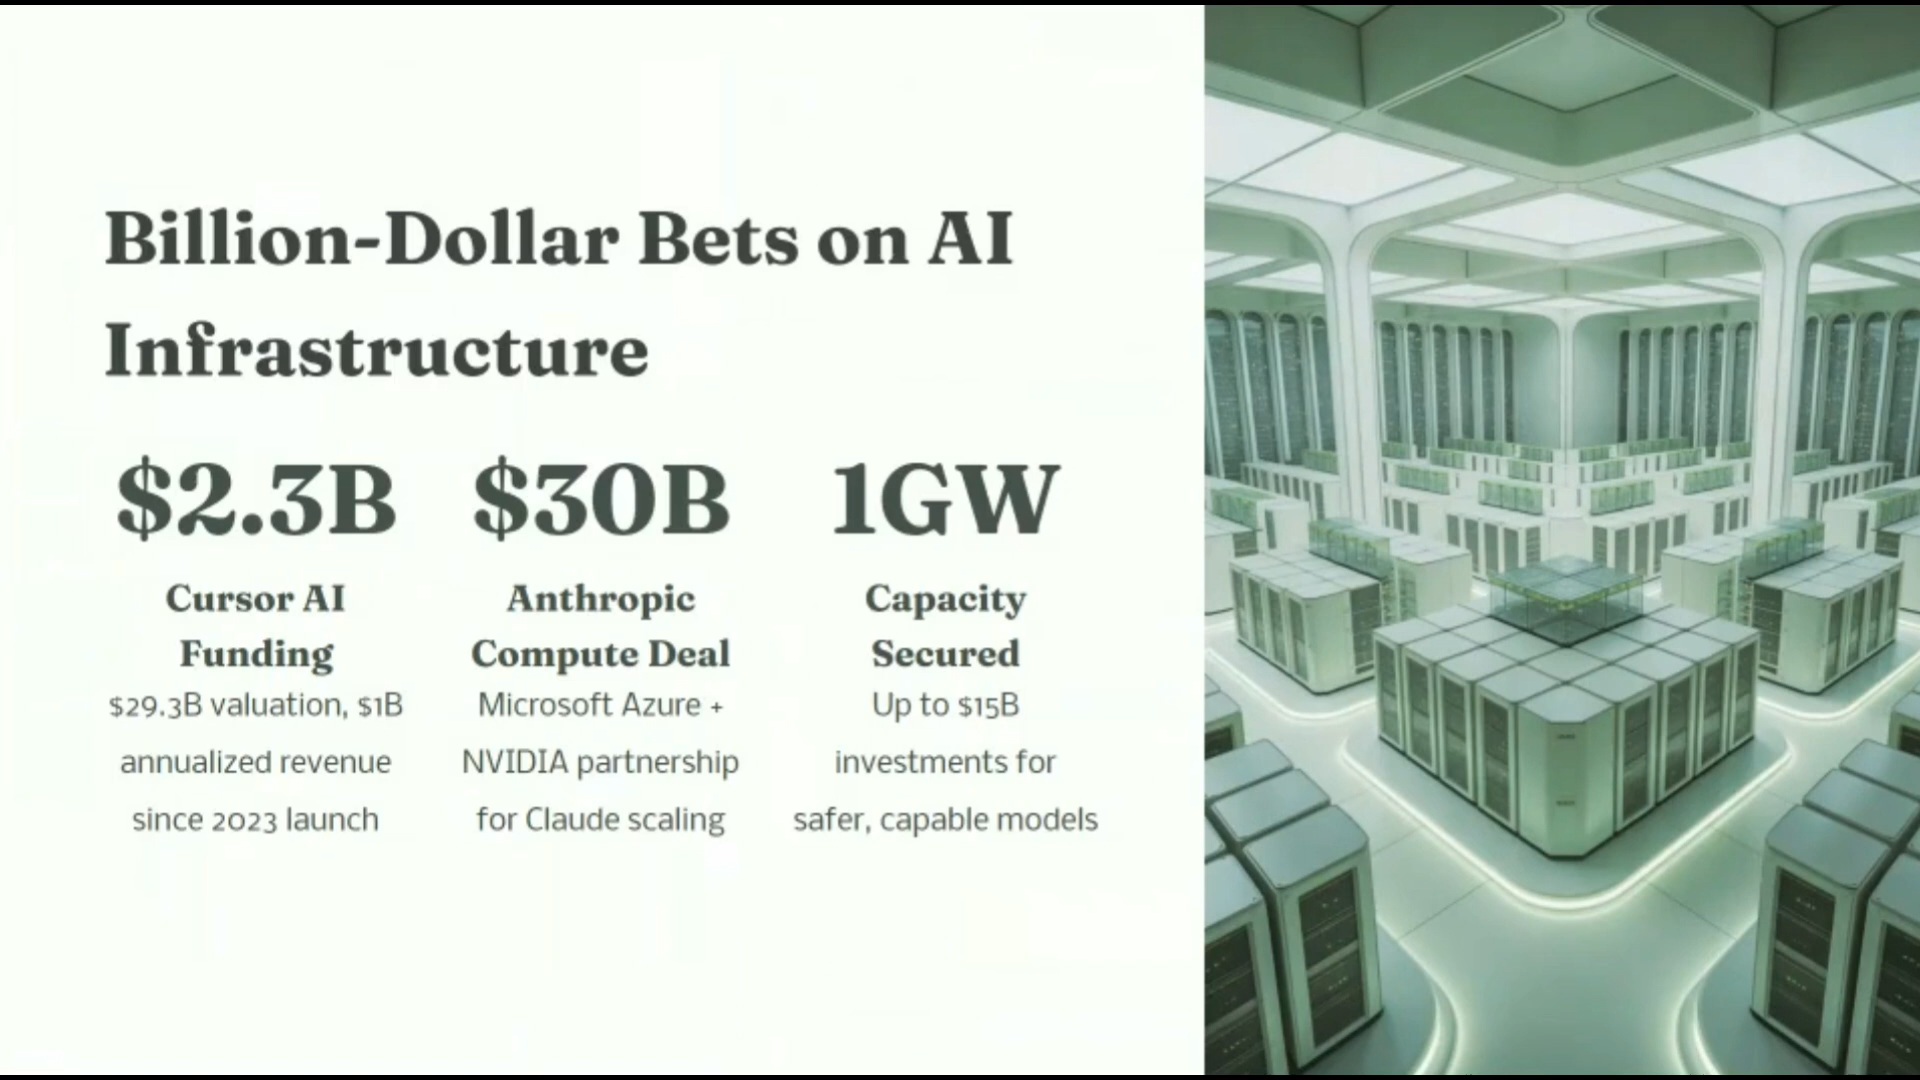 Billion-Dollar Bets on AI
Infrastructure
$2.3B
Cursor AI
Funding
$29.3B valuation, $1B
annualized revenue
since 2023 launch
$30B
Anthropic
Compute Deal
Microsoft Azure +
NVIDIA partnership
for Claude scaling
1GW
Capacity
Secured
Up to $15B
investments for
safer, capable models